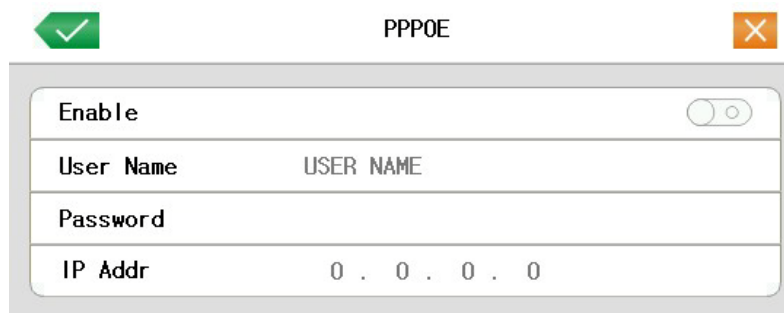 PPPOE
Enable
User Name USER NAME
Password
IP Addr 0 . 0 . 0 . 0